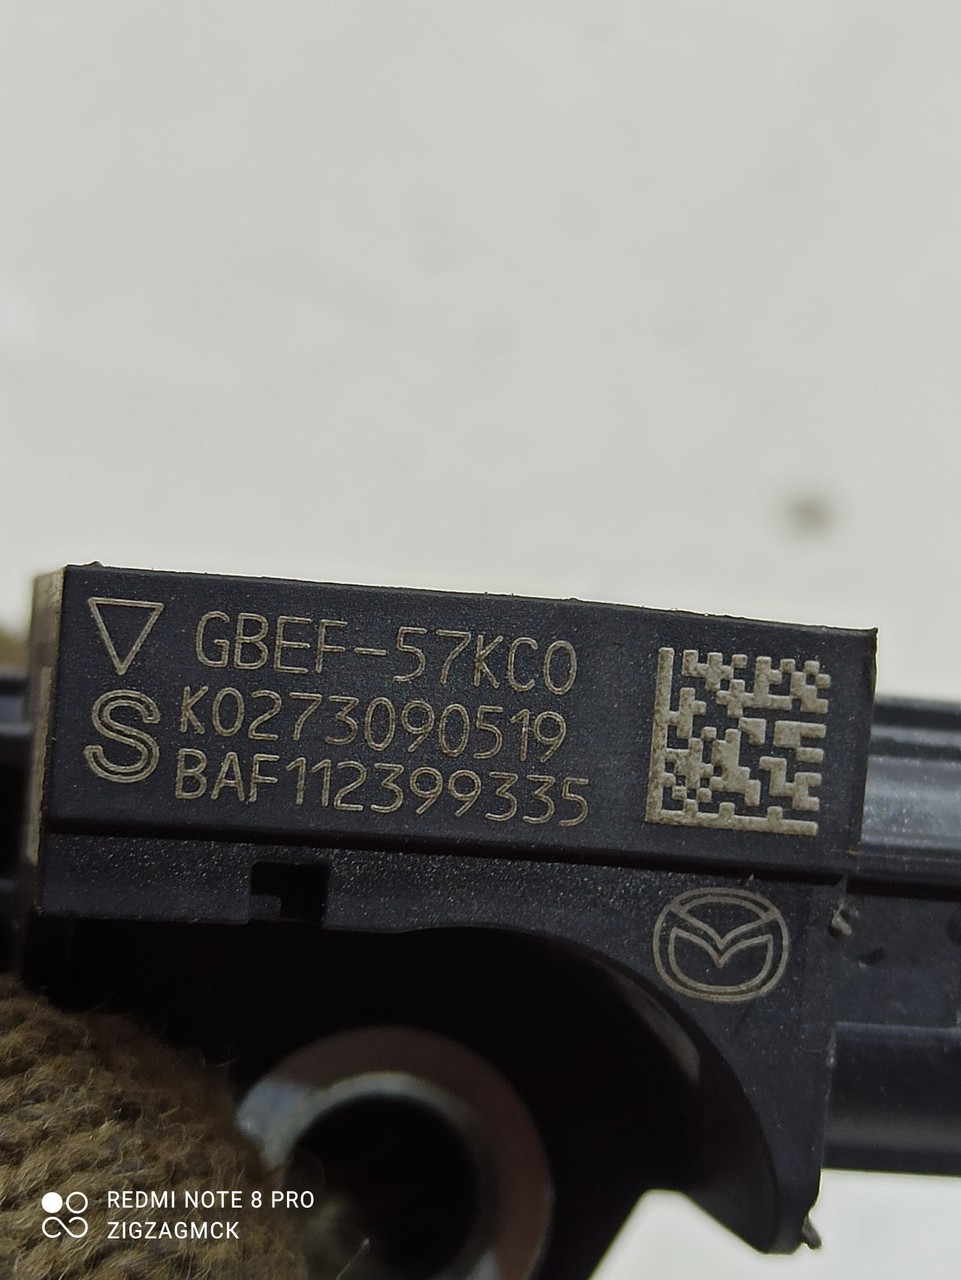 GBEF-57KC0
S
K0273090519
BAF112399335
REDMI NOTE 8 PRO
ZIGZAGMCK